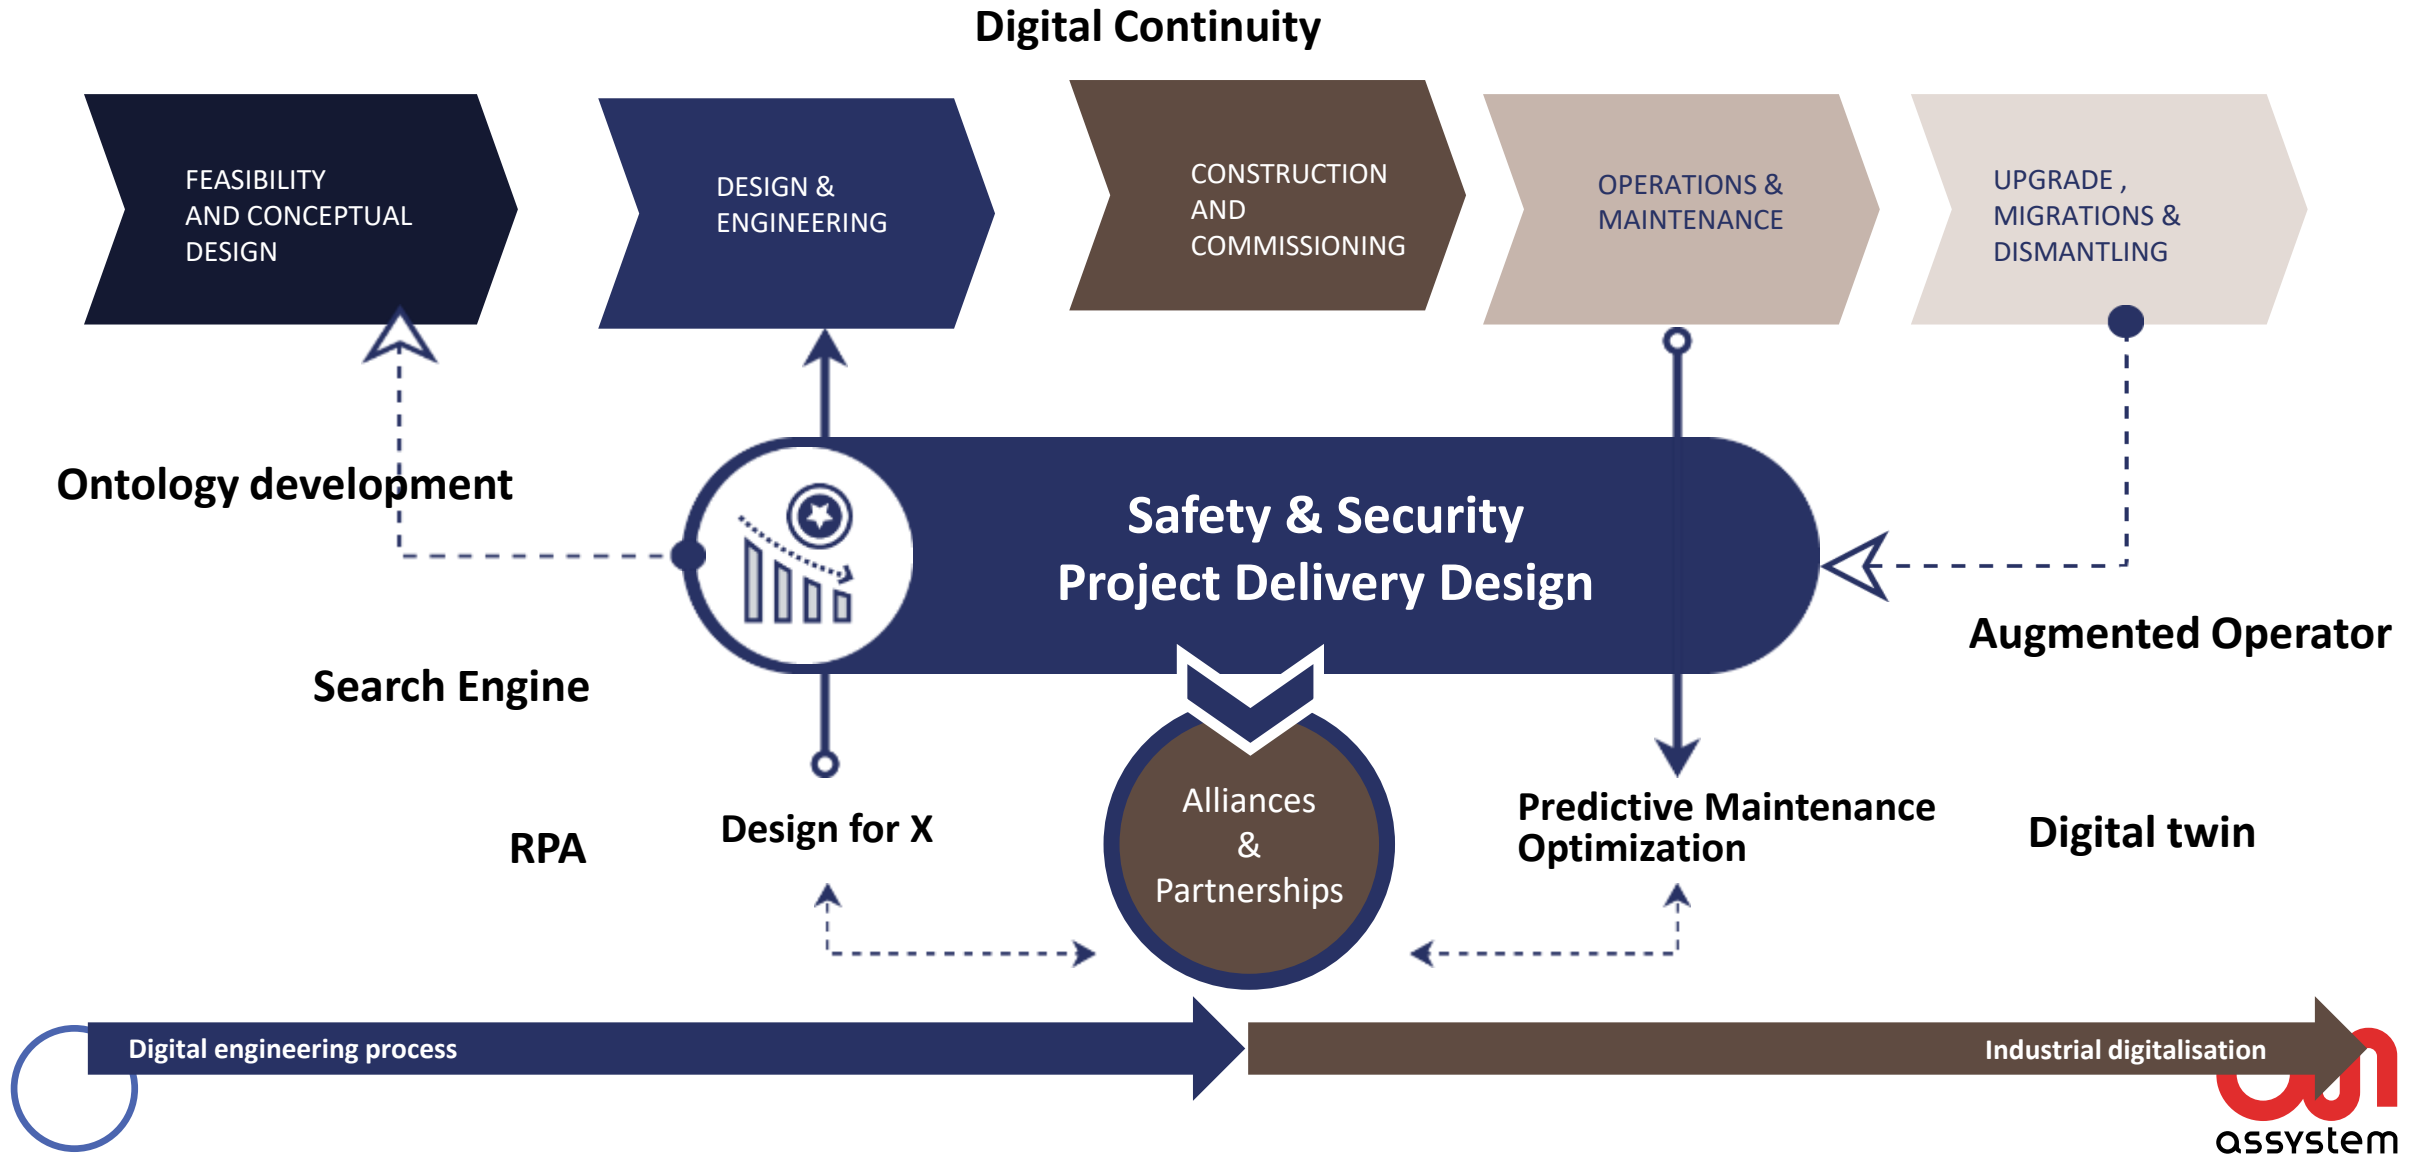 Digital Continuity
FEASIBILITY
AND CONCEPTUAL
DESIGN
DESIGN &
ENGINEERING
CONSTRUCTION
AND
COMMISSIONING
OPERATIONS &
MAINTENANCE
UPGRADE ,
MIGRATIONS &
DISMANTLING
Ontology development
Safety & Security
Project Delivery Design
Augmented Operator
Search Engine
RPA
Design for X
Alliances
&
Partnerships
Predictive Maintenance
Optimization
Digital twin
Digital engineering process
Industrial digitalisation
assystem